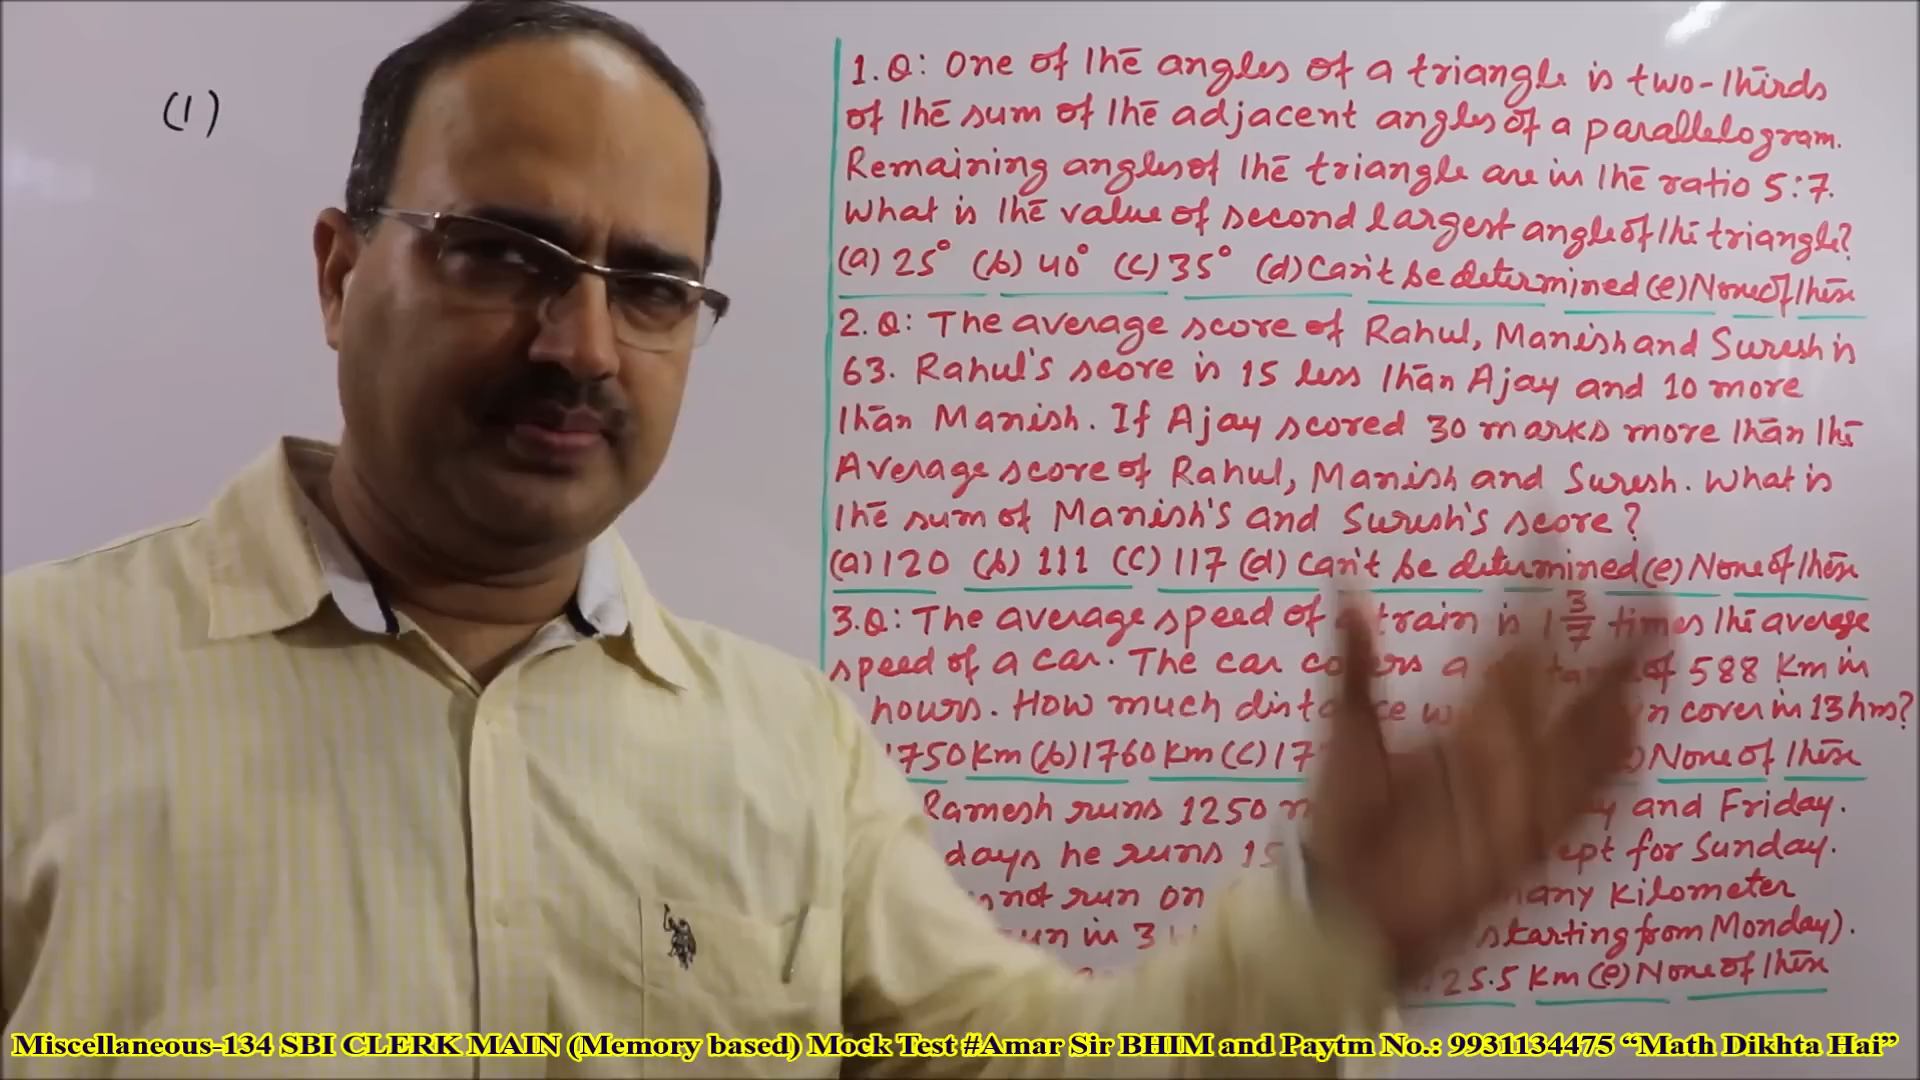 (1)
1.Q: One of the angles of a triangle is two-thirds
of the sum of the adjacent angles of a parallelogram.
Remaining angles of the triangle are in the ratio 5:7.
What is the value of second largest angle of the triangle?
(a) 25° (b) 40° (c) 35° (d) Can't be determined (e) None of these
2.Q: The average score of Rahul, Manish and Suresh is
63. Rahul's score is 15 less than Ajay and 10 more
than Manish. If Ajay scored 30 marks more than the
Average score of Rahul, Manish and Suresh. What is
the sum of Manish's and Suresh's score?
(a) 120 (b) 111 (c) 117 (d) Can't be determined (e) None of these
3.Q: The average speed of a train is 1 3/7 times the average
speed of a car. The car covers a of 588 Km in
hours. How much cover in 13 hrs?
1750 Km (b) 1760 Km (c) None of these
Ramesh runs 1250 and Friday.
days he runs for Sunday.
not run on many Kilometer
in 3 starting from Monday).
25.5 Km (e) None of these
Miscellaneous-134 SBI CLERK MAIN (Memory based) Mock Test #Amar Sir BHIM and Paytm No.: 9931134475 “Math Dikhta Hai”